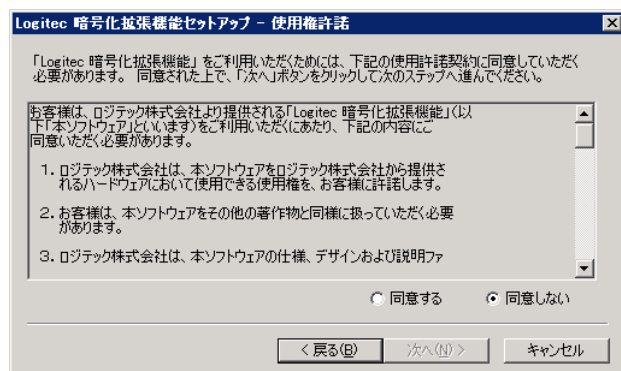 Logitec 暗号化拡張機能セットアップ - 使用権許諾
「Logitec 暗号化拡張機能」をご利用いただくためには、下記の使用許諾契約に同意していただく
必要があります。 同意された上で、「次へ」ボタンをクリックして次のステップへ進んでください。
お客様は、ロジテック株式会社より提供される「Logitec 暗号化拡張機能」(以
下「本ソフトウェア」といいます)をご利用いただくにあたり、下記の内容にご
同意いただく必要があります。
1. ロジテック株式会社は、本ソフトウェアをロジテック株式会社から提供さ
れるハードウェアにおいて使用できる使用権を、お客様に許諾します。
2. お客様は、本ソフトウェアをその他の著作物と同様に扱っていただく必要
があります。
3. ロジテック株式会社は、本ソフトウェアの仕様、デザインおよび説明ファ
同意する 同意しない
< 戻る(B) 次へ(N) > キャンセル